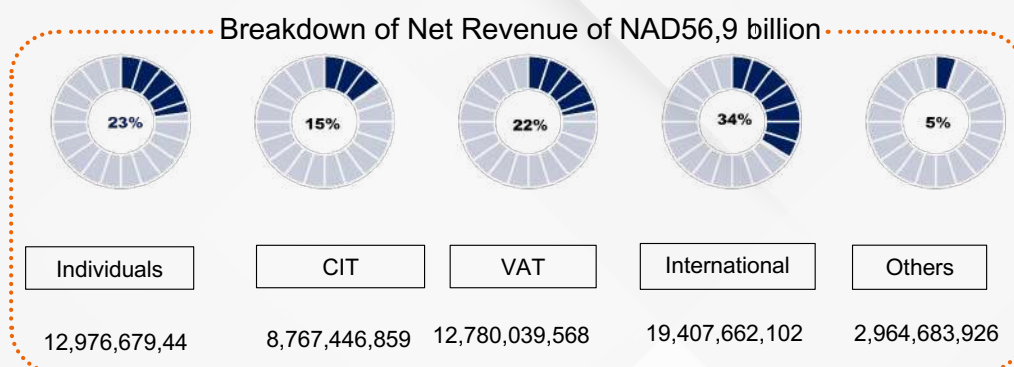 Breakdown of Net Revenue of NAD56,9 billion
23%
15%
22%
34%
5%
Individuals
CIT
VAT
International
Others
12,976,679,44
8,767,446,859
12,780,039,568
19,407,662,102
2,964,683,926